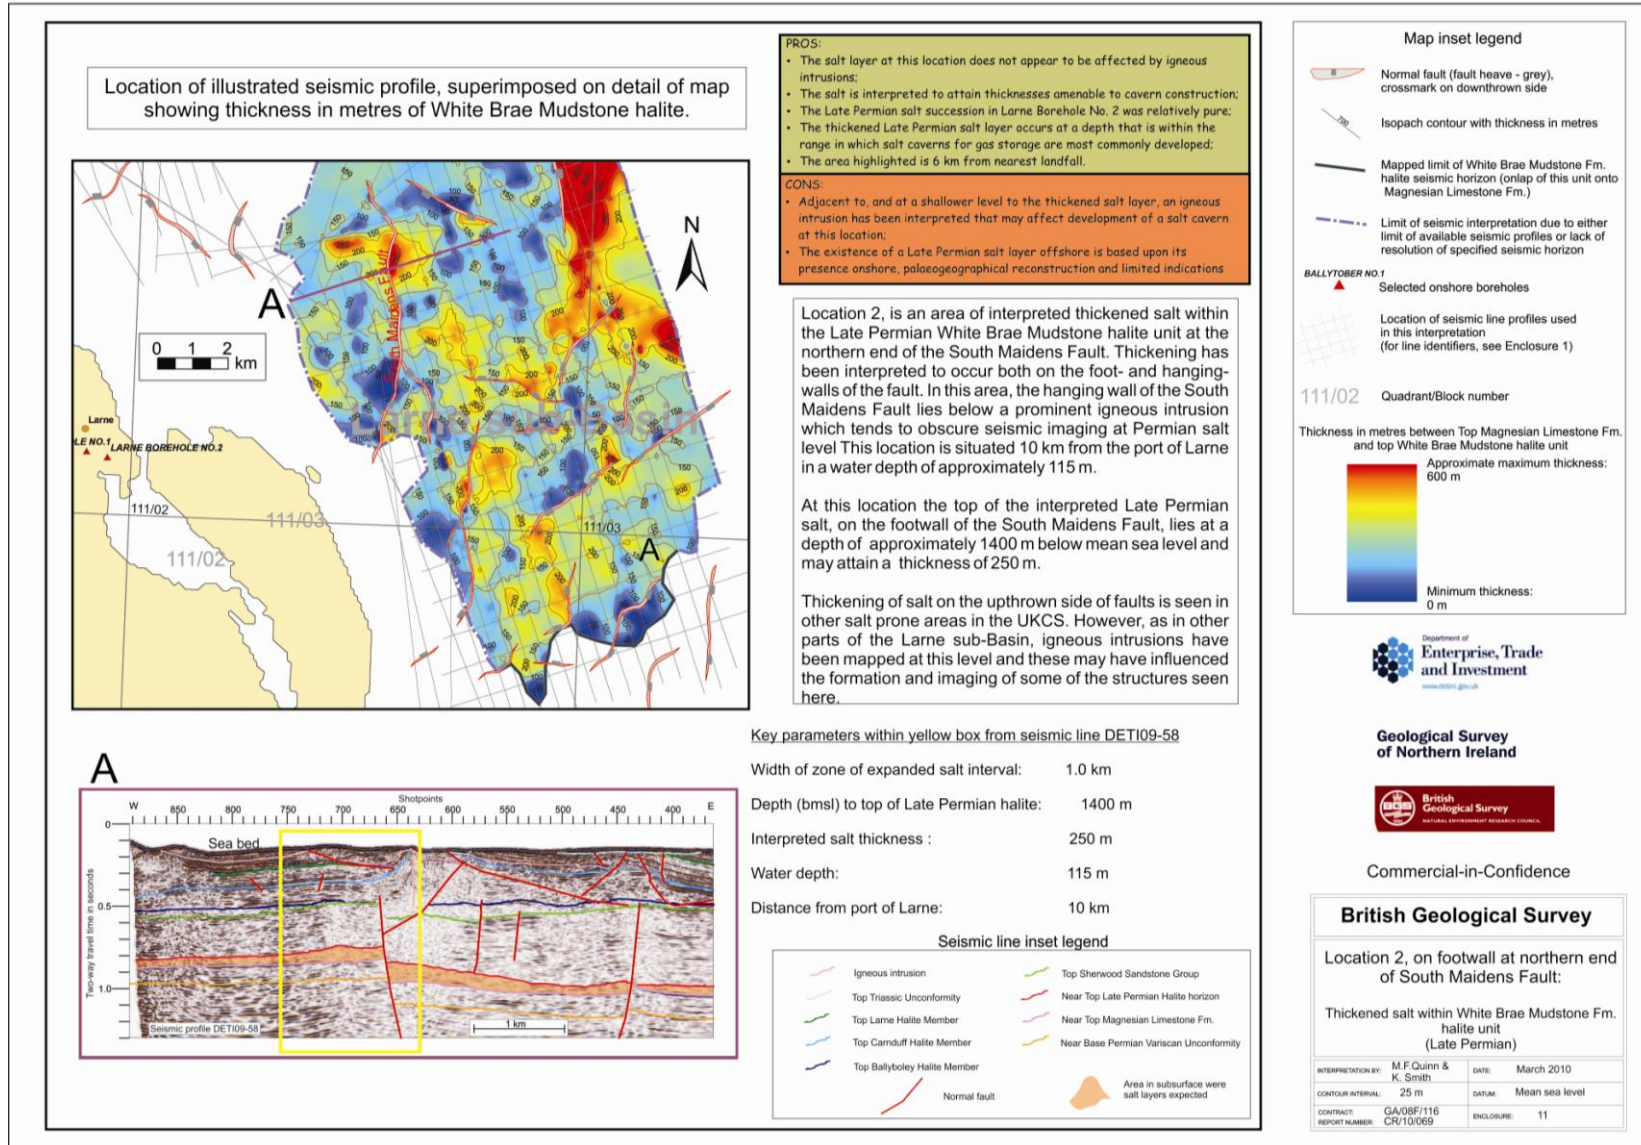 Location of illustrated seismic profile, superimposed on detail of map
showing thickness in metres of White Brae Mudstone halite.
A
N
South Maidens Fault
Larne sub-Basin
0 1 2
km
Larne
LE NO.1
LARNE BOREHOLE NO.2
111/02
111/03
111/02
111/03
A
PROS:
• The salt layer at this location does not appear to be affected by igneous
intrusions;
• The salt is interpreted to attain thicknesses amenable to cavern construction;
• The Late Permian salt succession in Larne Borehole No. 2 was relatively pure;
• The thickened Late Permian salt layer occurs at a depth that is within the
range in which salt caverns for gas storage are most commonly developed;
• The area highlighted is 6 km from nearest landfall.
CONS:
• Adjacent to, and at a shallower level to the thickened salt layer, an igneous
intrusion has been interpreted that may affect development of a salt cavern
at this location;
• The existence of a Late Permian salt layer offshore is based upon its
presence onshore, palaeogeographical reconstruction and limited indications
Location 2, is an area of interpreted thickened salt within
the Late Permian White Brae Mudstone halite unit at the
northern end of the South Maidens Fault. Thickening has
been interpreted to occur both on the foot- and hanging-
walls of the fault. In this area, the hanging wall of the South
Maidens Fault lies below a prominent igneous intrusion
which tends to obscure seismic imaging at Permian salt
level This location is situated 10 km from the port of Larne
in a water depth of approximately 115 m.
At this location the top of the interpreted Late Permian
salt, on the footwall of the South Maidens Fault, lies at a
depth of approximately 1400 m below mean sea level and
may attain a thickness of 250 m.
Thickening of salt on the upthrown side of faults is seen in
other salt prone areas in the UKCS. However, as in other
parts of the Larne sub-Basin, igneous intrusions have
been mapped at this level and these may have influenced
the formation and imaging of some of the structures seen
here.
Key parameters within yellow box from seismic line DETI09-58
Width of zone of expanded salt interval: 1.0 km
Depth (bmsl) to top of Late Permian halite: 1400 m
Interpreted salt thickness : 250 m
Water depth: 115 m
Distance from port of Larne: 10 km
A
Shotpoints
W 850 800 750 700 650 600 550 500 450 400 E
Two-way travel time in seconds
0
0.5
1.0
Sea bed
Seismic profile DETI09-58
1 km
Seismic line inset legend
Igneous intrusion
Top Triassic Unconformity
Top Larne Halite Member
Top Carnduff Halite Member
Top Ballyboley Halite Member
Top Sherwood Sandstone Group
Near Top Late Permian Halite horizon
Near Top Magnesian Limestone Fm.
Near Base Permian Variscan Unconformity
Normal fault
Area in subsurface were
salt layers expected
Map inset legend
Normal fault (fault heave - grey),
crossmark on downthrown side
700
Isopach contour with thickness in metres
Mapped limit of White Brae Mudstone Fm.
halite seismic horizon (onlap of this unit onto
Magnesian Limestone Fm.)
Limit of seismic interpretation due to either
limit of available seismic profiles or lack of
resolution of specified seismic horizon
BALLYTOBER NO.1
Selected onshore boreholes
Location of seismic line profiles used
in this interpretation
(for line identifiers, see Enclosure 1)
111/02
Quadrant/Block number
Thickness in metres between Top Magnesian Limestone Fm.
and top White Brae Mudstone halite unit
Approximate maximum thickness:
600 m
Minimum thickness:
0 m
Department of
Enterprise, Trade
and Investment
www.detini.gov.uk
Geological Survey
of Northern Ireland
BGS
British
Geological Survey
NATURAL ENVIRONMENT RESEARCH COUNCIL
Commercial-in-Confidence
British Geological Survey
Location 2, on footwall at northern end
of South Maidens Fault:
Thickened salt within White Brae Mudstone Fm.
halite unit
(Late Permian)
INTERPRETATION BY: M.F.Quinn &
K. Smith
DATE: March 2010
CONTOUR INTERVAL: 25 m
DATUM: Mean sea level
CONTRACT: GA/08F/116
REPORT NUMBER: CR/10/069
ENCLOSURE: 11